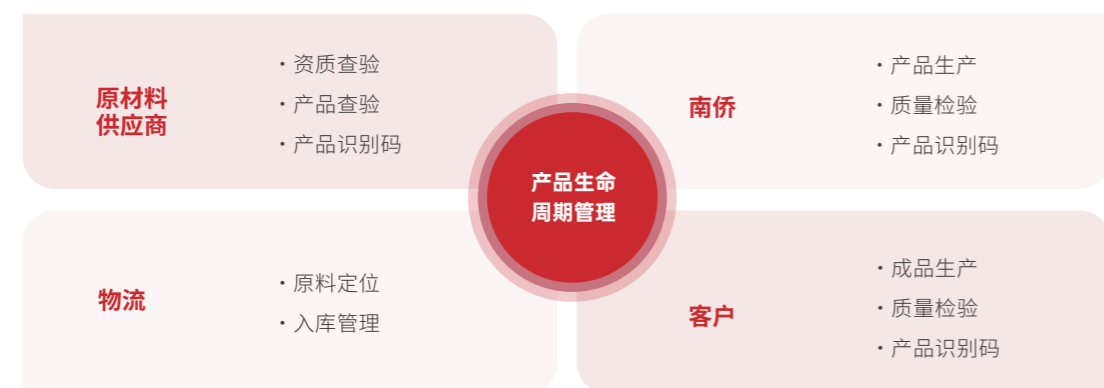 原材料
供应商
・资质查验
・产品查验
・产品识别码
南侨
・产品生产
・质量检验
・产品识别码
产品生命
周期管理
物流
・原料定位
・入库管理
客户
・成品生产
・质量检验
・产品识别码